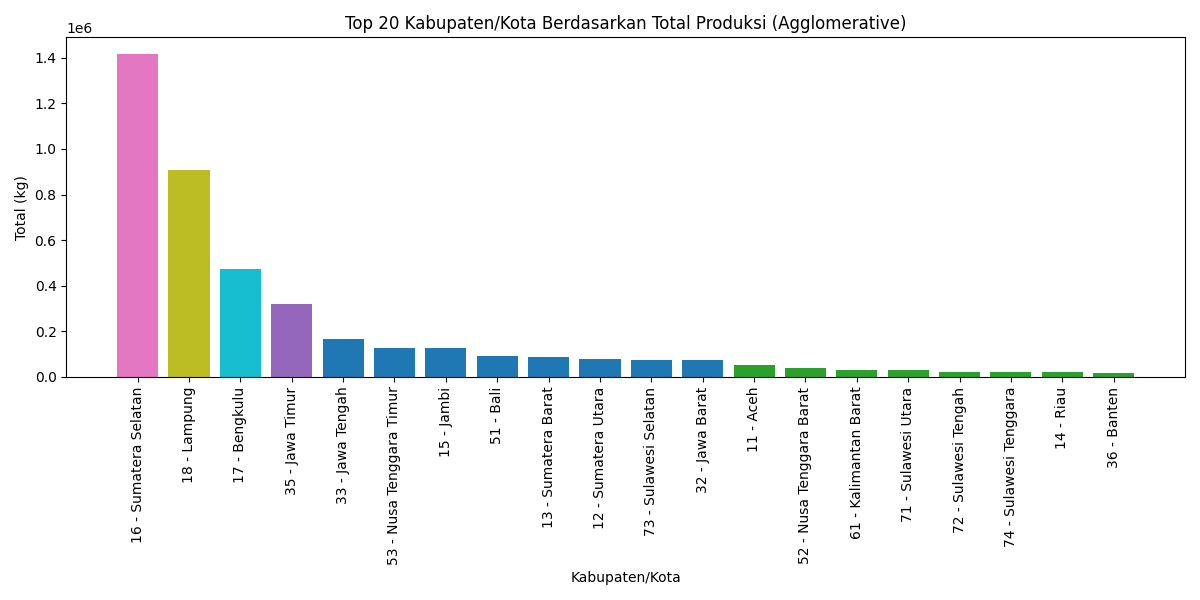 Top 20 Kabupaten/Kota Berdasarkan Total Produksi (Agglomerative)
1e6
1.4
1.2
1.0
0.8
0.6
0.4
0.2
0.0
Total (kg)
16 - Sumatera Selatan
18 - Lampung
17 - Bengkulu
35 - Jawa Timur
33 - Jawa Tengah
53 - Nusa Tenggara Timur
15 - Jambi
51 - Bali
13 - Sumatera Barat
12 - Sumatera Utara
73 - Sulawesi Selatan
32 - Jawa Barat
11 - Aceh
52 - Nusa Tenggara Barat
61 - Kalimantan Barat
71 - Sulawesi Utara
72 - Sulawesi Tengah
74 - Sulawesi Tenggara
14 - Riau
36 - Banten
Kabupaten/Kota